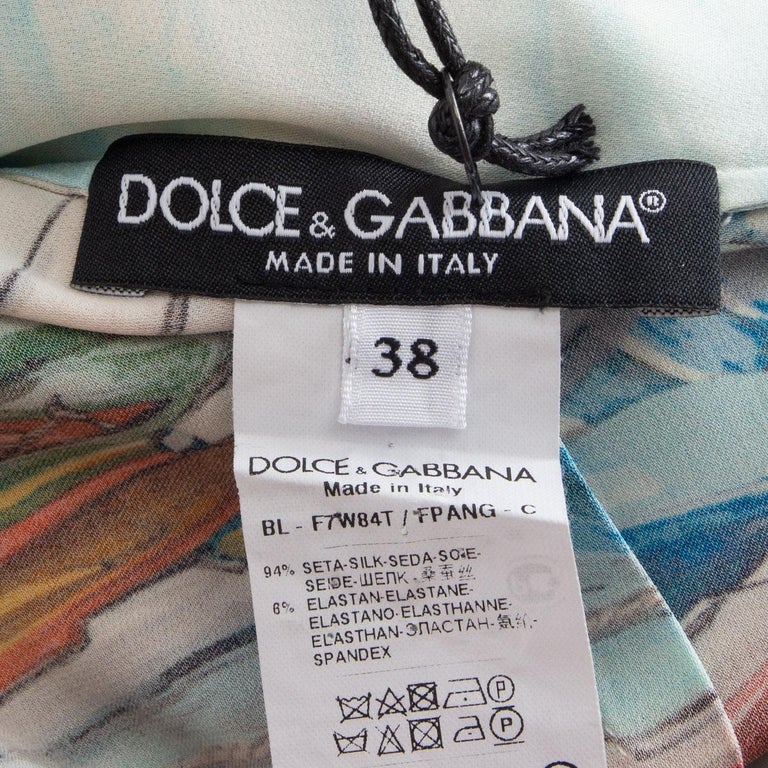 DOLCE & GABBANA®
MADE IN ITALY
38
DOLCE & GABBANA
Made in Italy
BL - F7W84T / FPANG - C
94% SETA-SILK-SEDA-SOIE-
SEIDE-ШЕЛК-桑蚕丝
6% ELASTAN-ELASTANE-
ELASTANO-ELASTHANNE-
ELASTHAN-ЭЛАСТАН-氨纶-
SPANDEX
P
P